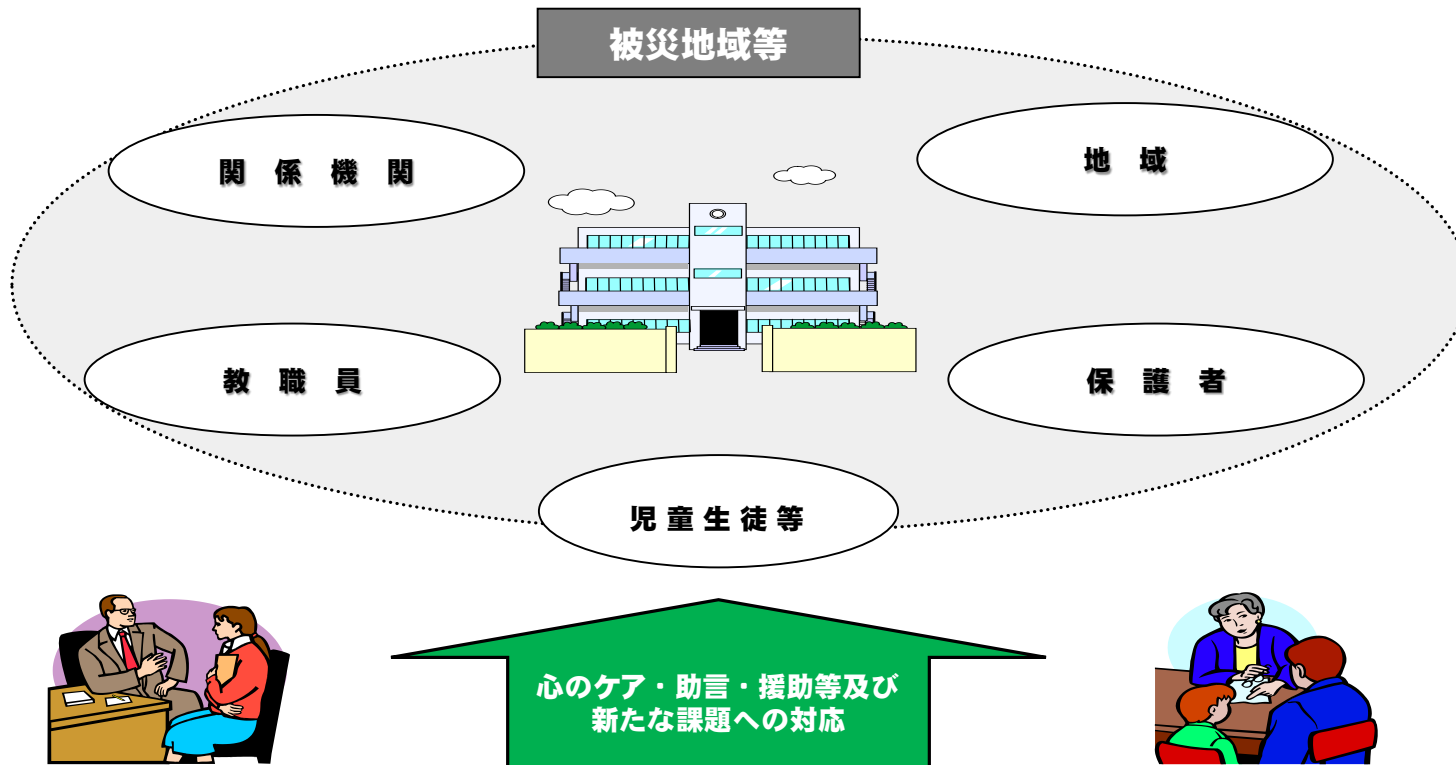 被災地域等
関係機関
地域
教職員
保護者
児童生徒等
心のケア・助言・援助等及び
新たな課題への対応